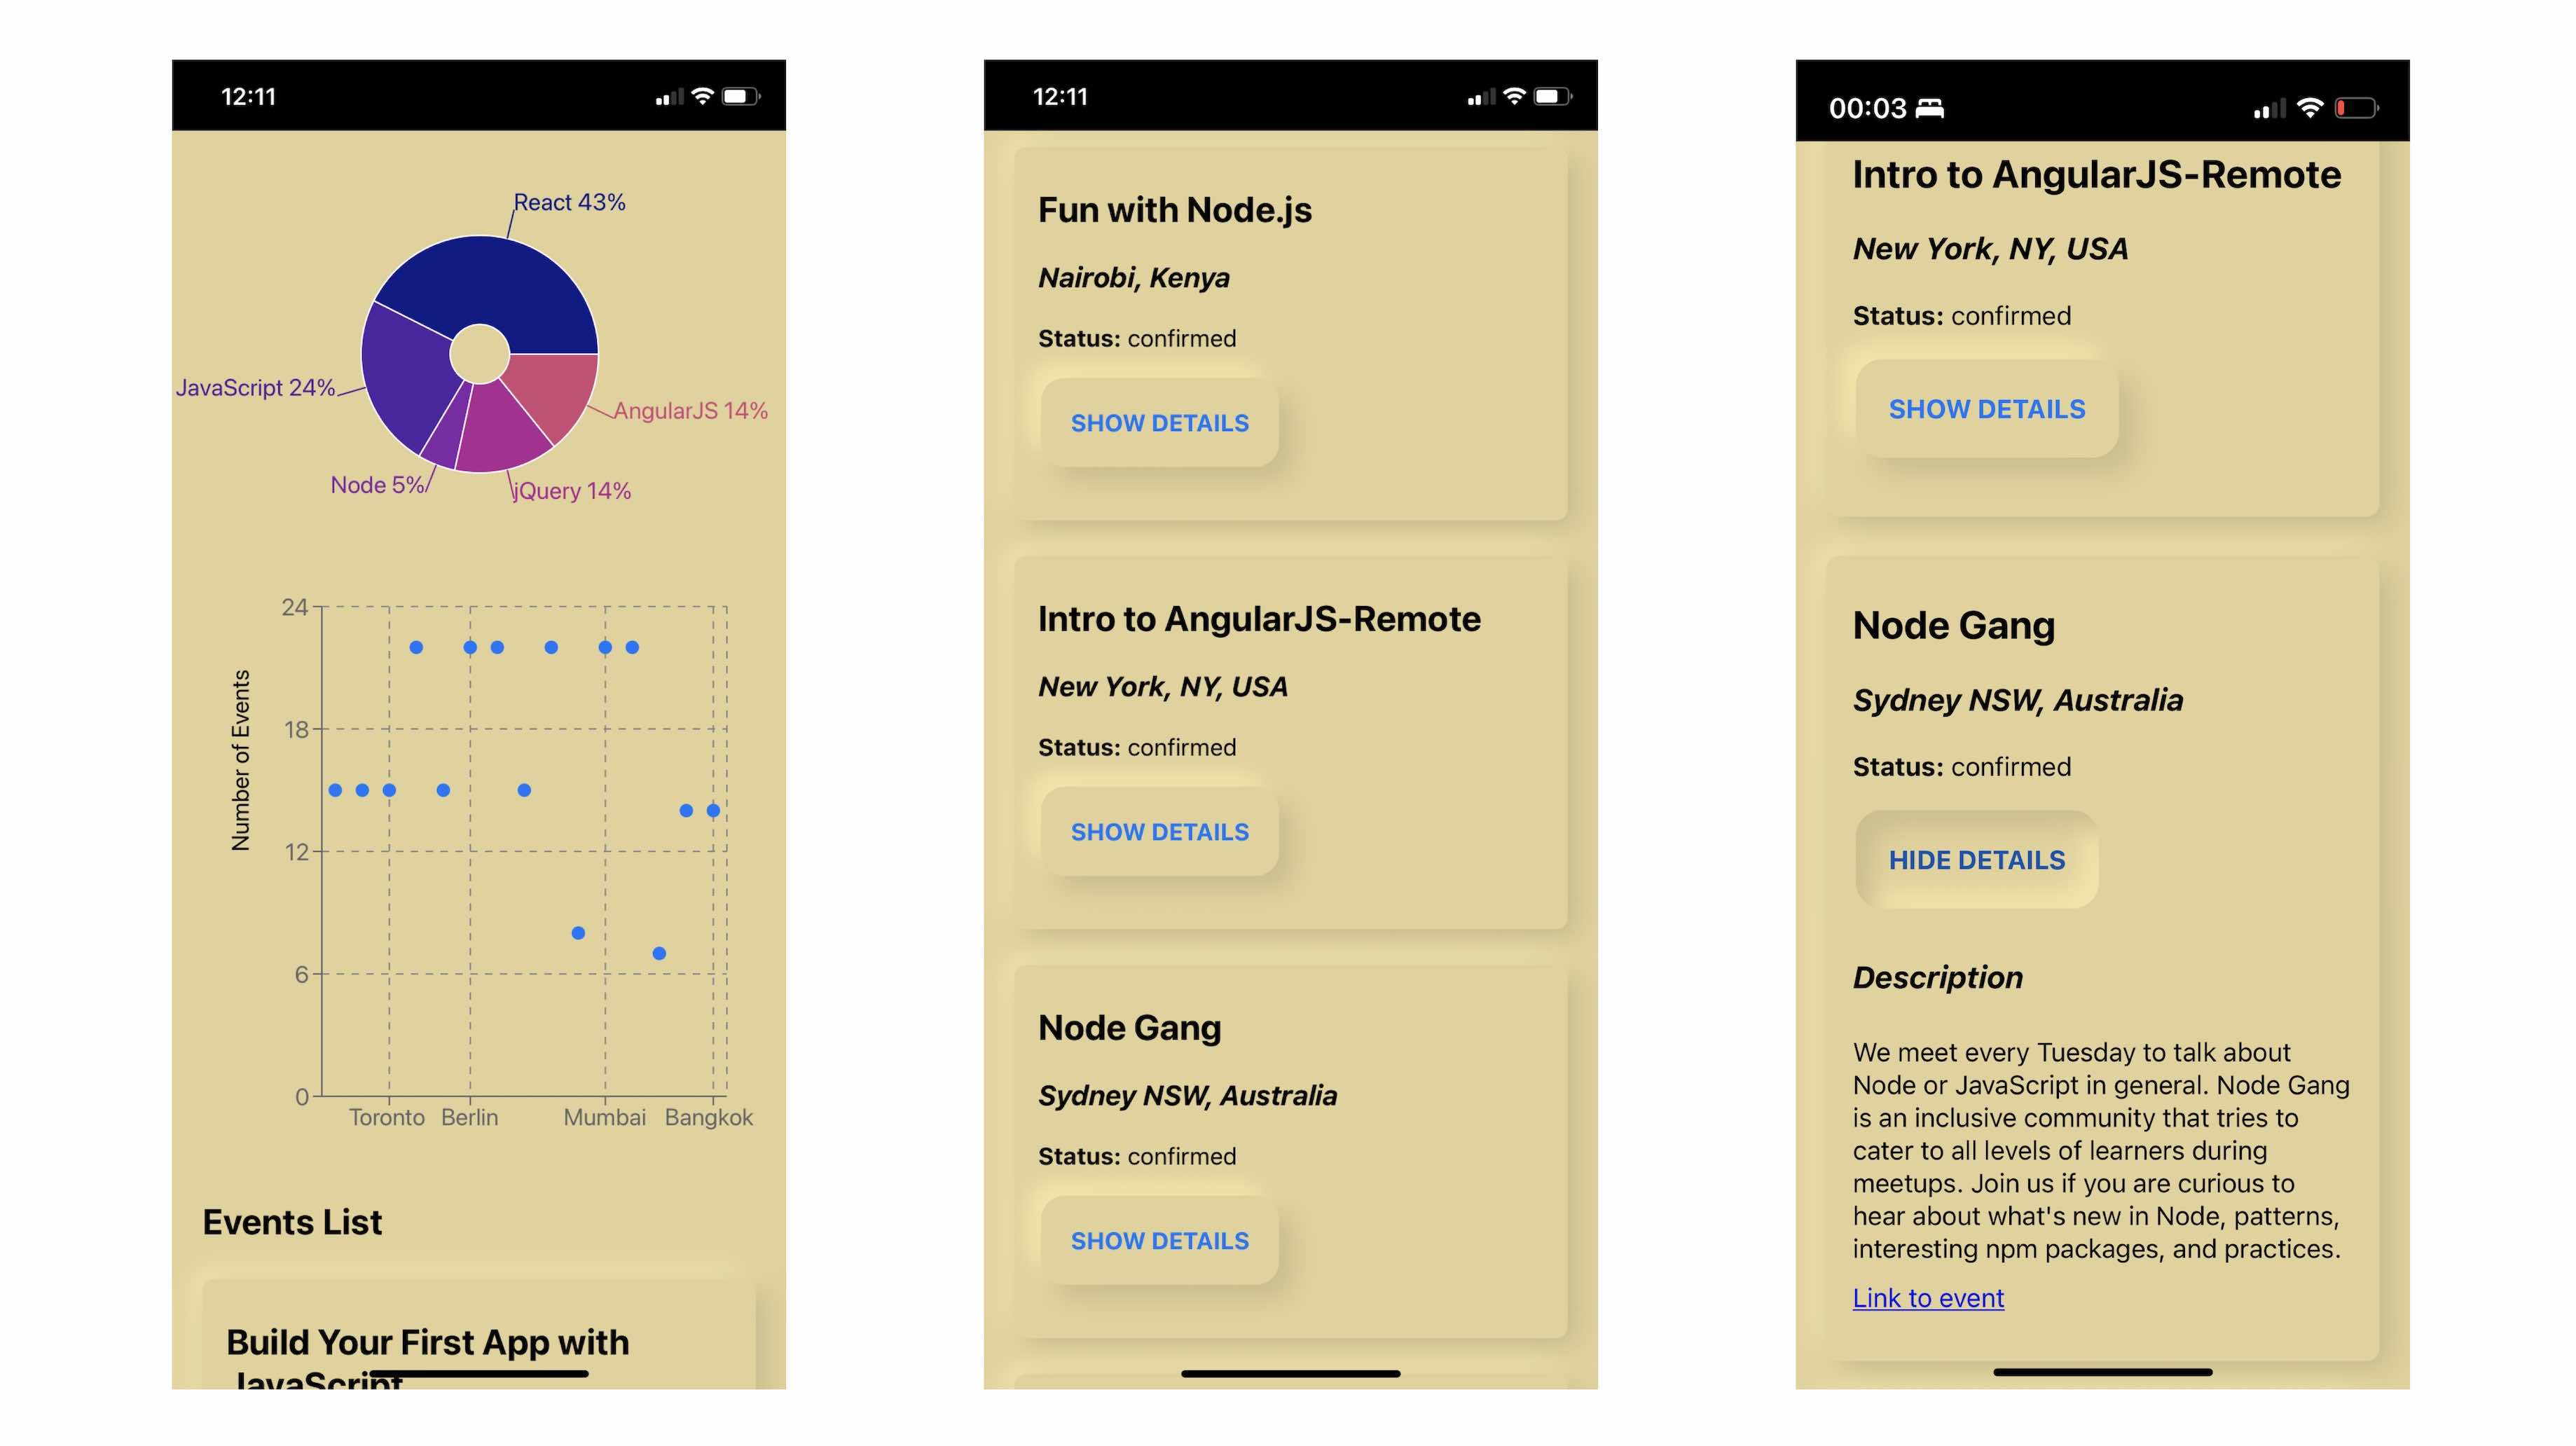 12:11
React 43%
JavaScript 24%
AngularJS 14%
Node 5%
jQuery 14%
24
18
12
6
0
Number of Events
Toronto Berlin Mumbai Bangkok
Events List
Build Your First App with
JavaScript
12:11
Fun with Node.js
Nairobi, Kenya
Status: confirmed
SHOW DETAILS
Intro to AngularJS-Remote
New York, NY, USA
Status: confirmed
SHOW DETAILS
Node Gang
Sydney NSW, Australia
Status: confirmed
SHOW DETAILS
00:03
Intro to AngularJS-Remote
New York, NY, USA
Status: confirmed
SHOW DETAILS
Node Gang
Sydney NSW, Australia
Status: confirmed
HIDE DETAILS
Description
We meet every Tuesday to talk about
Node or JavaScript in general. Node Gang
is an inclusive community that tries to
cater to all levels of learners during
meetups. Join us if you are curious to
hear about what's new in Node, patterns,
interesting npm packages, and practices.
Link to event